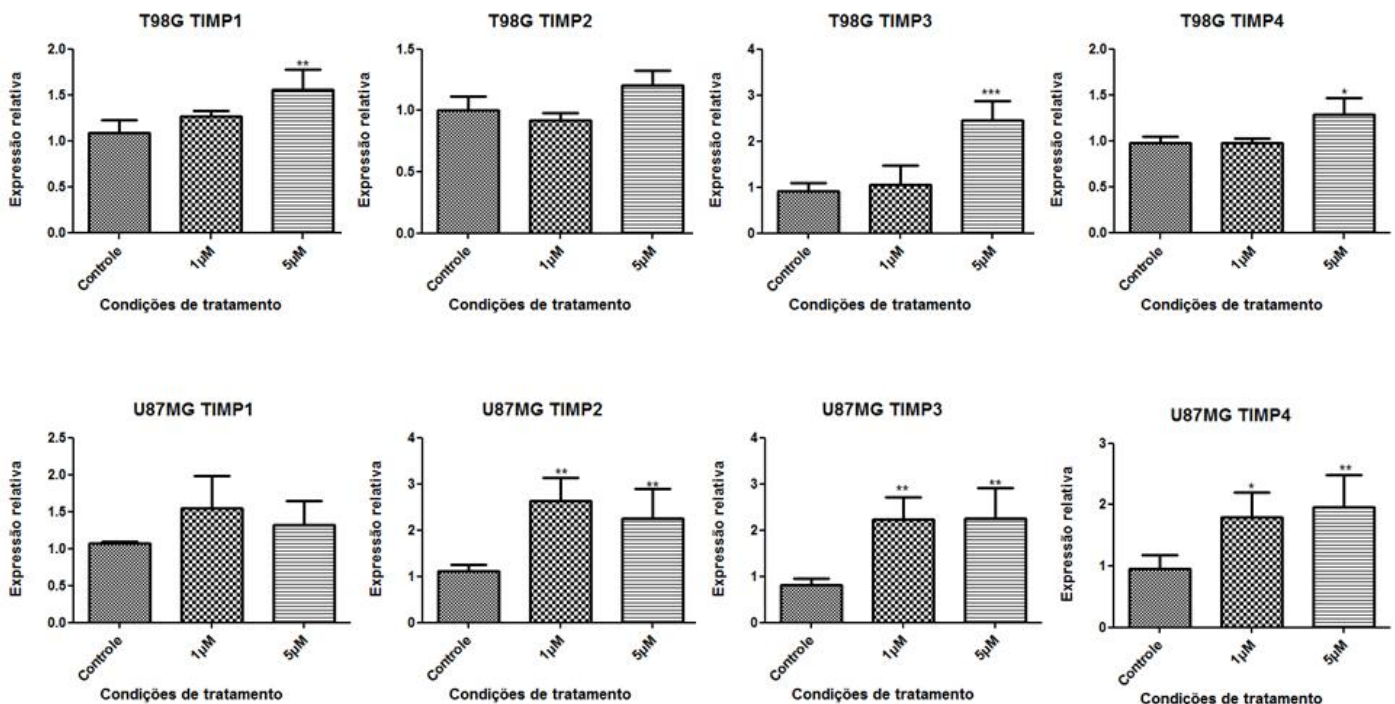 T98G TIMP1
Expressão relativa
2.0
1.5
1.0
0.5
0.0
**
Controle
1µM
5µM
Condições de tratamento
T98G TIMP2
Expressão relativa
1.5
1.0
0.5
0.0
Controle
1µM
5µM
Condições de tratamento
T98G TIMP3
Expressão relativa
4
3
2
1
0
***
Controle
1µM
5µM
Condições de tratamento
T98G TIMP4
Expressão relativa
2.0
1.5
1.0
0.5
0.0
*
Controle
1µM
5µM
Condições de tratamento
U87MG TIMP1
Expressão relativa
2.5
2.0
1.5
1.0
0.5
0.0
Controle
1µM
5µM
Condições de tratamento
U87MG TIMP2
Expressão relativa
4
3
2
1
0
**
**
Controle
1µM
5µM
Condições de tratamento
U87MG TIMP3
Expressão relativa
4
3
2
1
0
**
**
Controle
1µM
5µM
Condições de tratamento
U87MG TIMP4
Expressão relativa
3
2
1
0
*
**
Controle
1µM
5µM
Condições de tratamento